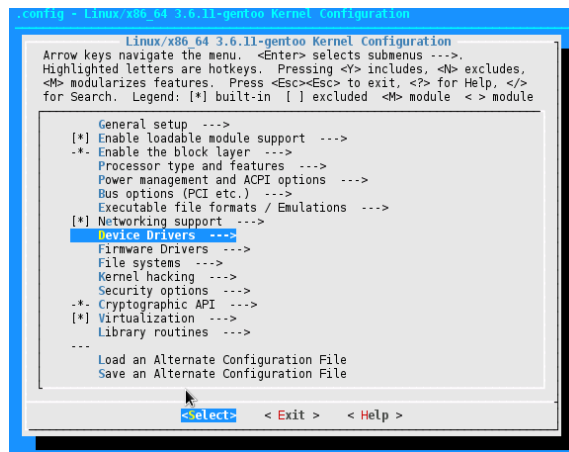 .config - Linux/x86_64 3.6.11-gentoo Kernel Configuration
Linux/x86_64 3.6.11-gentoo Kernel Configuration
Arrow keys navigate the menu.  <Enter> selects submenus --->.
Highlighted letters are hotkeys.  Pressing <Y> includes, <N> excludes,
<M> modularizes features.  Press <Esc><Esc> to exit, <?> for Help, </>
for Search.  Legend: [*] built-in  [ ] excluded  <M> module  < > module
General setup  --->
[*] Enable loadable module support  --->
-*- Enable the block layer  --->
Processor type and features  --->
Power management and ACPI options  --->
Bus options (PCI etc.)  --->
Executable file formats / Emulations  --->
[*] Networking support  --->
Device Drivers  --->
Firmware Drivers  --->
File systems  --->
Kernel hacking  --->
Security options  --->
-*- Cryptographic API  --->
[*] Virtualization  --->
Library routines  --->
---
Load an Alternate Configuration File
Save an Alternate Configuration File
<Select>    < Exit >    < Help >